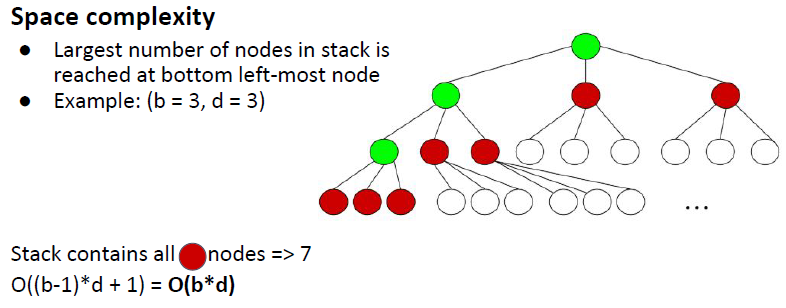 Space complexity
● Largest number of nodes in stack is
reached at bottom left-most node
● Example: (b = 3, d = 3)
...
Stack contains all nodes => 7
O((b-1)*d + 1) = O(b*d)